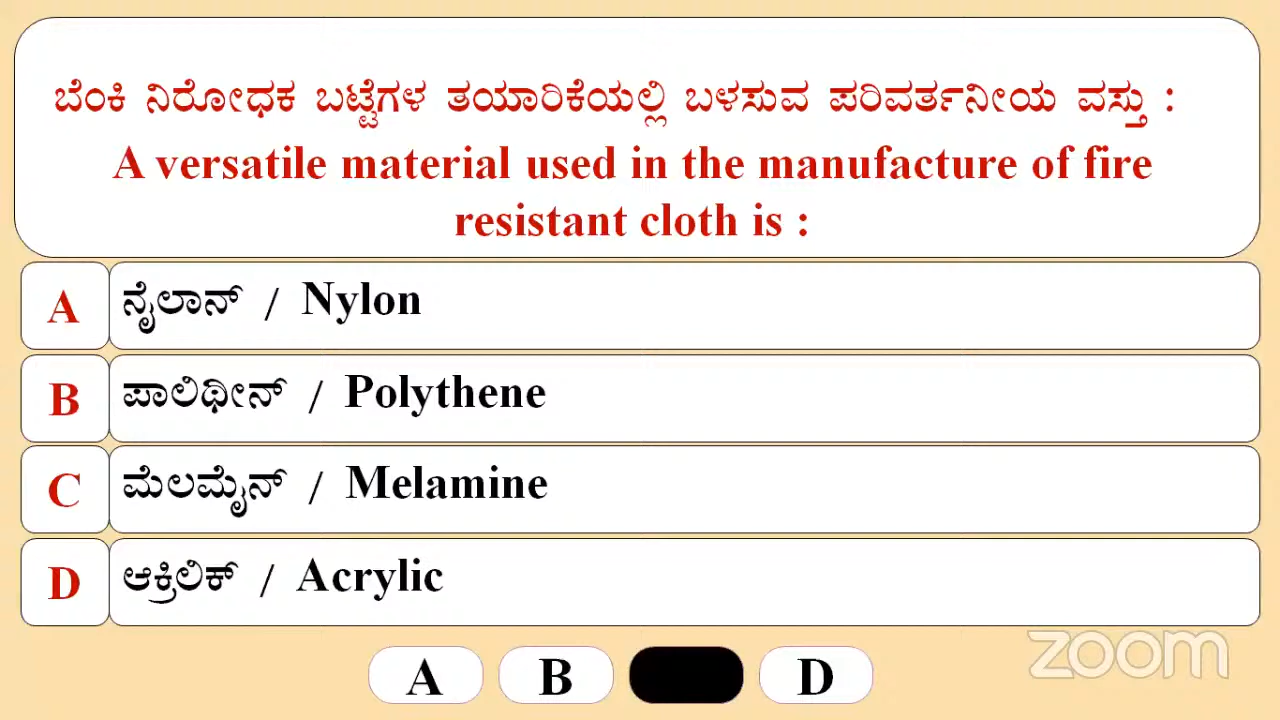 ಬೆಂಕಿ ನಿರೋಧಕ ಬಟ್ಟೆಗಳ ತಯಾರಿಕೆಯಲ್ಲಿ ಬಳಸುವ ಪರಿವರ್ತನೀಯ ವಸ್ತು :
A versatile material used in the manufacture of fire
resistant cloth is :
A ನೈಲಾನ್ / Nylon
B ಪಾಲಿಥೀನ್ / Polythene
C ಮೆಲಮೈನ್ / Melamine
D ಆಕ್ರಿಲಿಕ್ / Acrylic
zoom
A B D